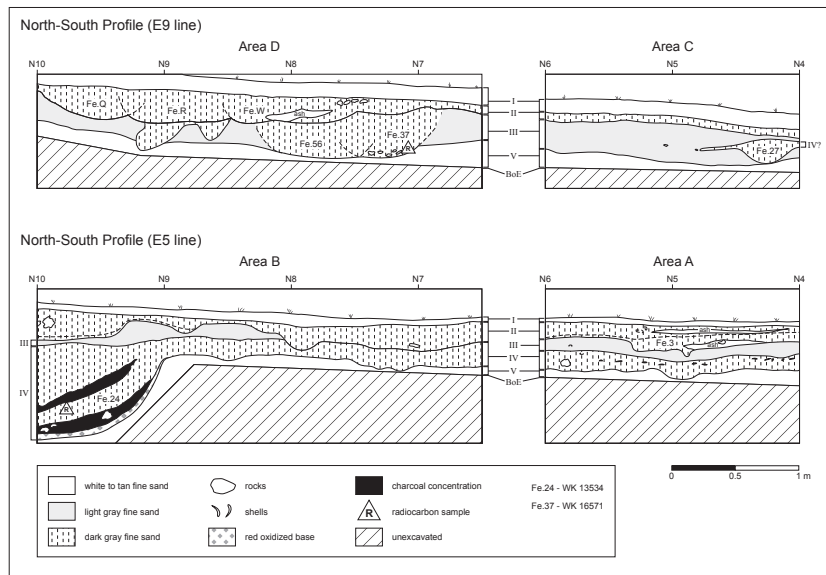 North-South Profile (E9 line)
Area D
Area C
N10 N9 N8 N7 N6 N5 N4
Fe.Q
Fe.R
Fe.W
ash
Fe.56
Fe.37
R
I
II
III
V
BoE
Fe.27
IV?
North-South Profile (E5 line)
Area B
Area A
N10 N9 N8 N7 N6 N5 N4
III
IV
Fe.24
R
I
II
III
IV
V
BoE
ash
Fe.3
ash
white to tan fine sand
rocks
charcoal concentration
Fe.24 - WK 13534
light gray fine sand
shells
R radiocarbon sample
Fe.37 - WK 16571
dark gray fine sand
red oxidized base
unexcavated
0 0.5 1 m